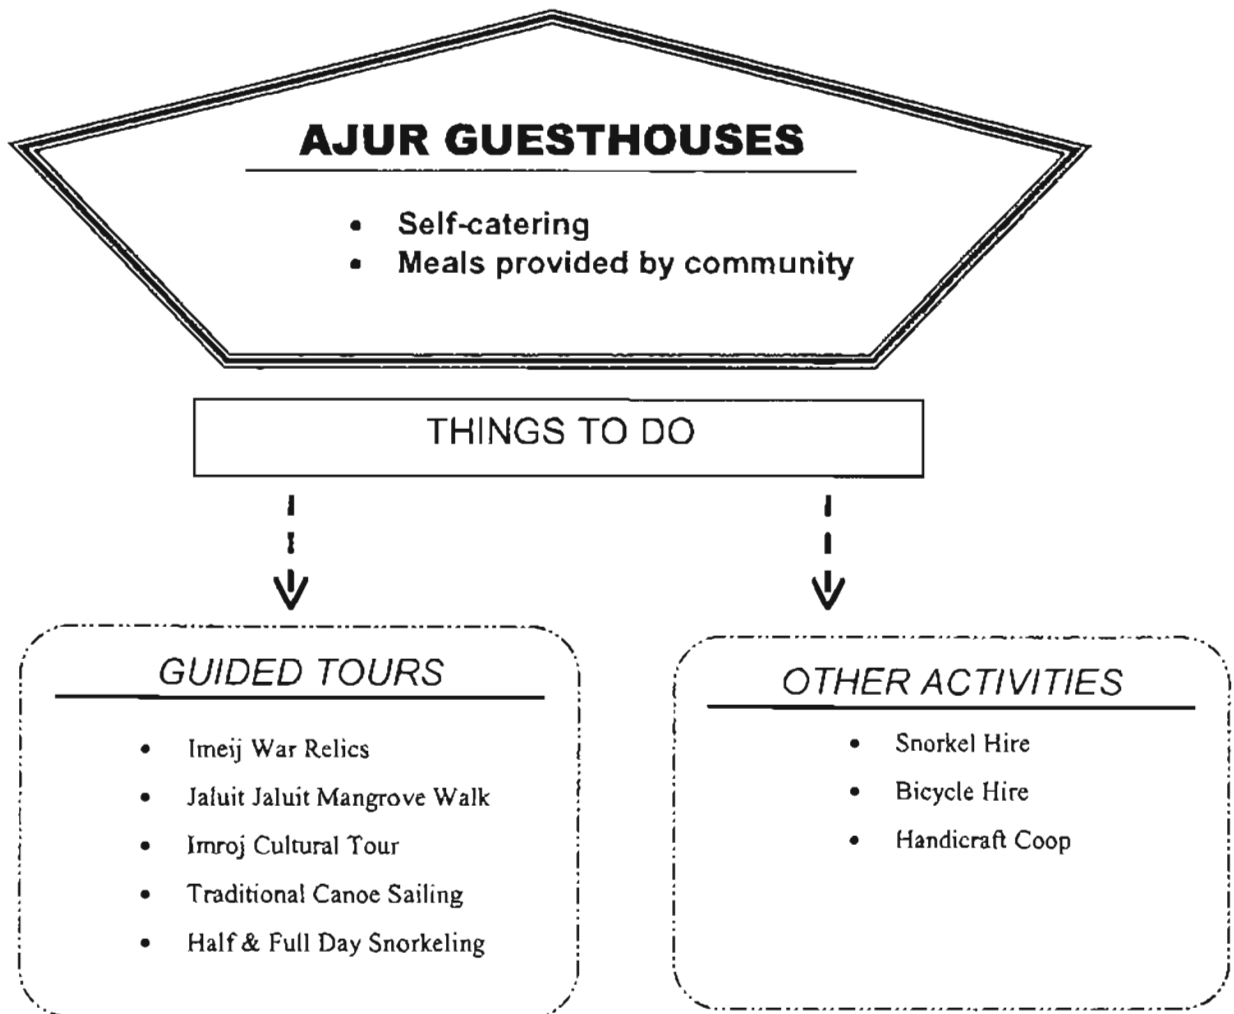 AJUR GUESTHOUSES
• Self-catering
• Meals provided by community
THINGS TO DO
GUIDED TOURS
• Imeij War Relics
• Jaluit Jaluit Mangrove Walk
• Imroj Cultural Tour
• Traditional Canoe Sailing
• Half & Full Day Snorkeling
OTHER ACTIVITIES
• Snorkel Hire
• Bicycle Hire
• Handicraft Coop